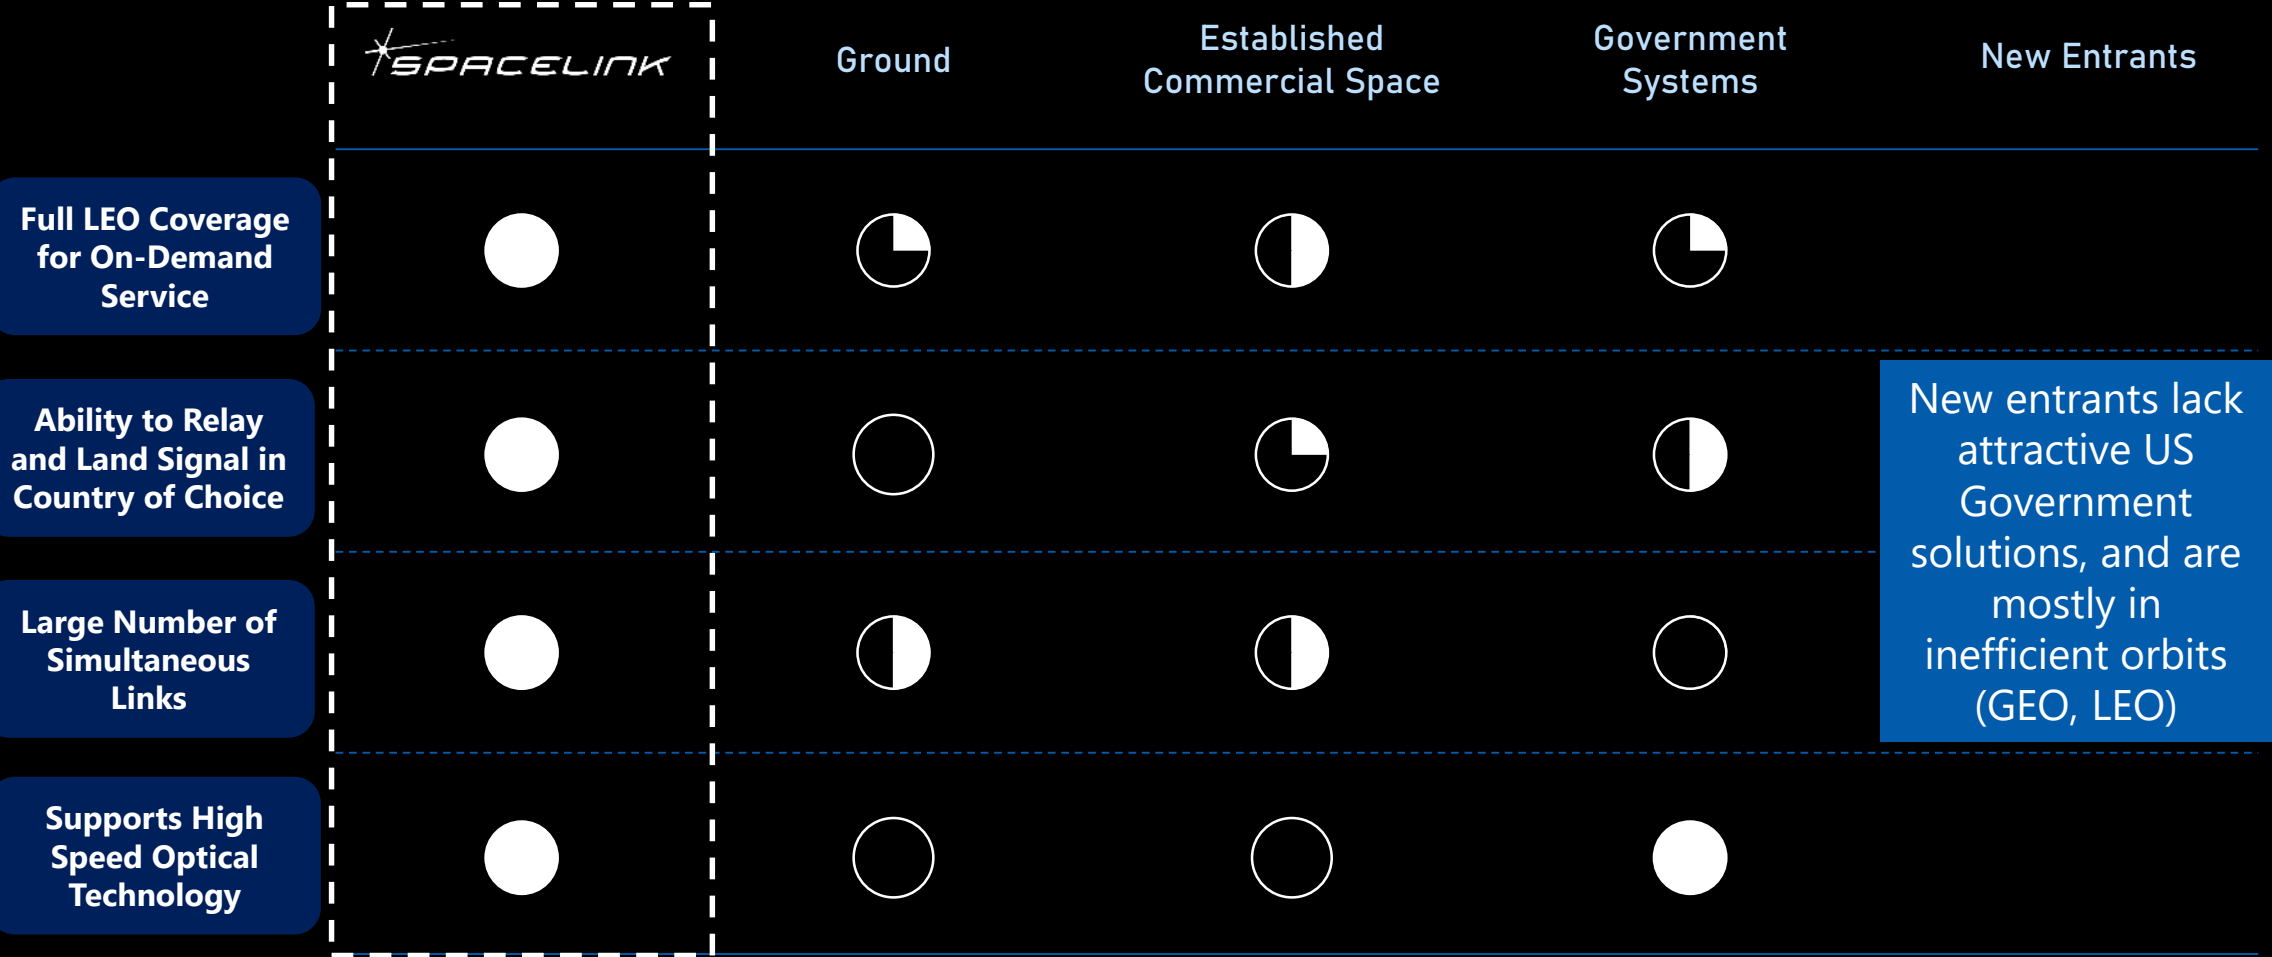 SPACELINK
Ground
Established
Commercial Space
Government
Systems
New Entrants
Full LEO Coverage
for On-Demand
Service
Ability to Relay
and Land Signal in
Country of Choice
Large Number of
Simultaneous
Links
Supports High
Speed Optical
Technology
New entrants lack
attractive US
Government
solutions, and are
mostly in
inefficient orbits
(GEO, LEO)